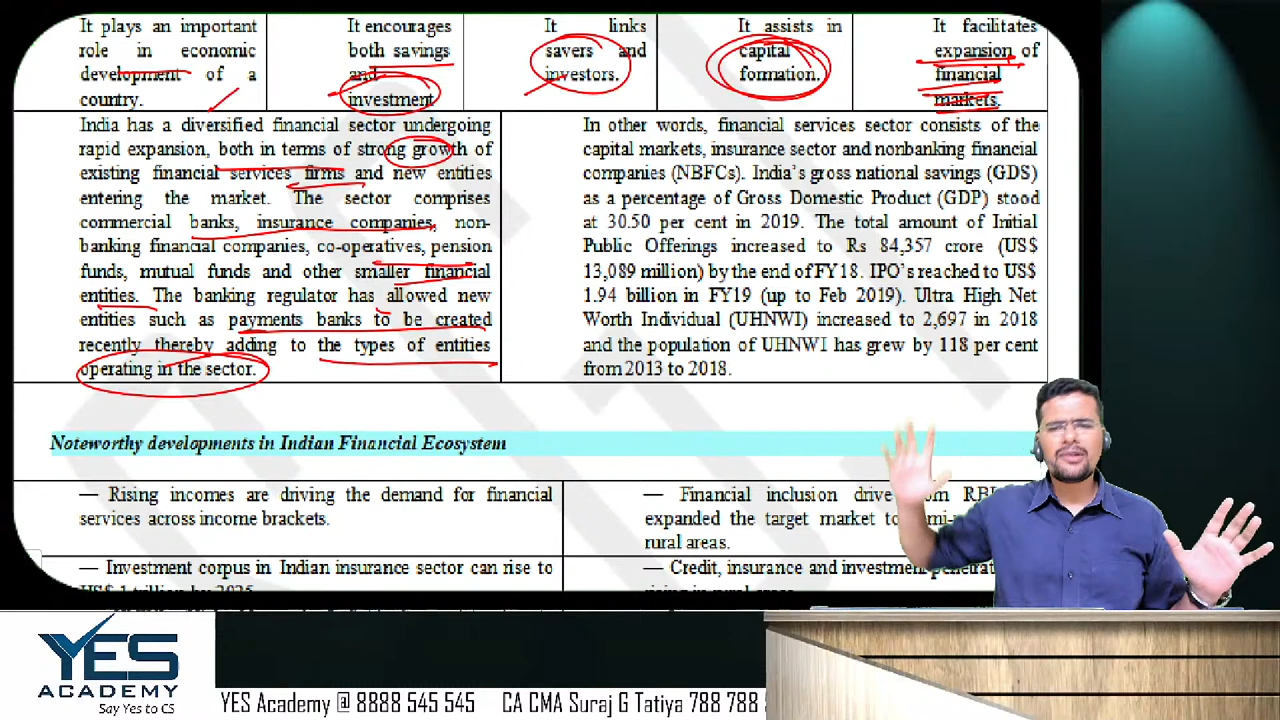 It plays an important
role in economic
development of a
country.
It encourages
both savings
and
investment
It links
savers and
investors.
It assists in
capital
formation.
It facilitates
expansion of
financial
markets.
India has a diversified financial sector undergoing
rapid expansion, both in terms of strong growth of
existing financial services firms and new entities
entering the market. The sector comprises
commercial banks, insurance companies, non-
banking financial companies, co-operatives, pension
funds, mutual funds and other smaller financial
entities. The banking regulator has allowed new
entities such as payments banks to be created
recently thereby adding to the types of entities
operating in the sector.
In other words, financial services sector consists of the
capital markets, insurance sector and nonbanking financial
companies (NBFCs). India's gross national savings (GDS)
as a percentage of Gross Domestic Product (GDP) stood
at 30.50 per cent in 2019. The total amount of Initial
Public Offerings increased to Rs 84,357 crore (US$
13,089 million) by the end of FY18. IPO's reached to US$
1.94 billion in FY19 (up to Feb 2019). Ultra High Net
Worth Individual (UHNWI) increased to 2,697 in 2018
and the population of UHNWI has grew by 118 per cent
from 2013 to 2018.
Noteworthy developments in Indian Financial Ecosystem
— Rising incomes are driving the demand for financial
services across income brackets.
— Financial inclusion drive from
expanded the target market to
rural areas.
— Investment corpus in Indian insurance sector can rise to
US$ 1 trillion by 2025
— Credit, insurance and investment
YES
ACADEMY
Say Yes to CS
YES Academy @ 8888 545 545 CA CMA Suraj G Tatiya 788 788